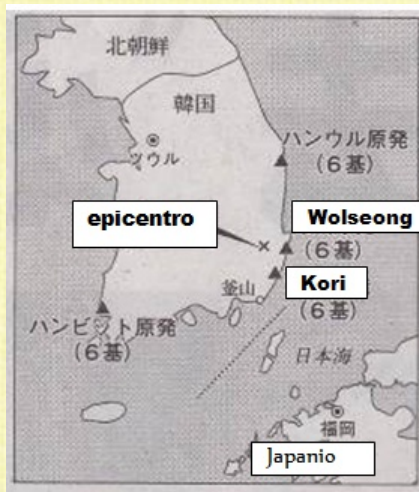 北朝鮮
韓国
ソウル
ハンウル原発
(6基)
epicentro
Wolseong
(6基)
Kori
(6基)
釜山
ハンビット原発
(6基)
日本海
福岡
Japanio